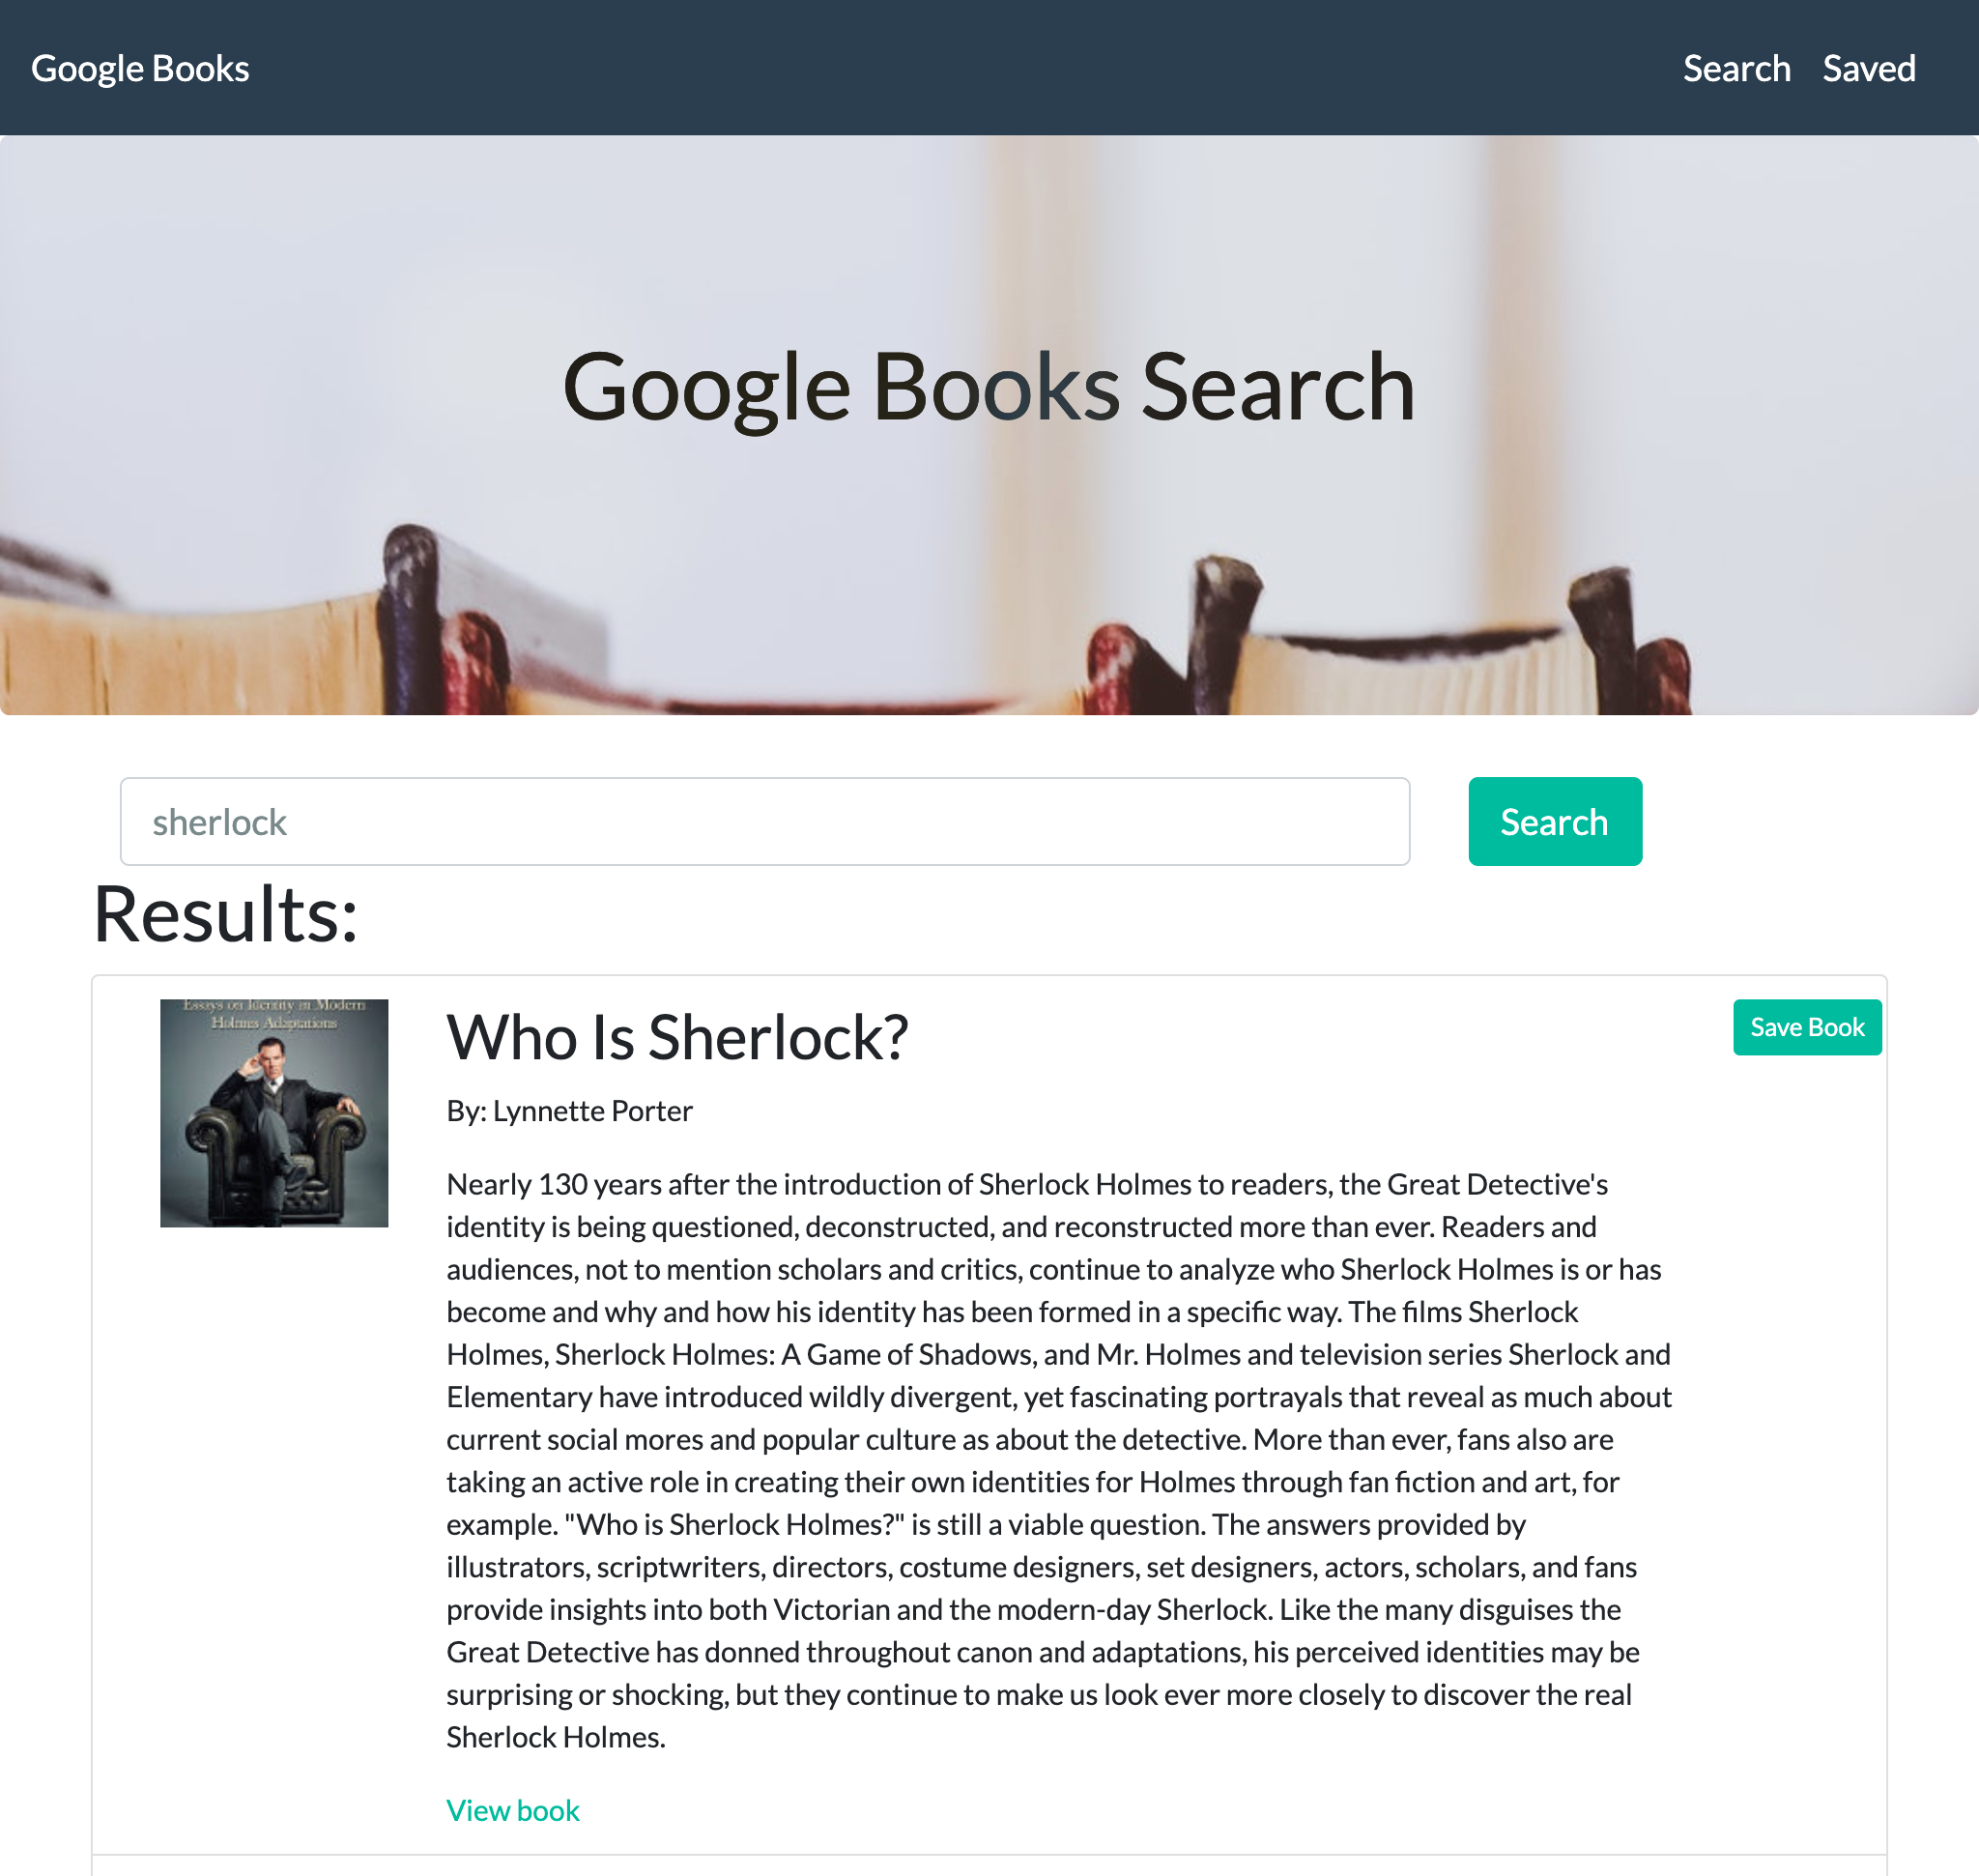 Google Books
Search Saved
Google Books Search
sherlock
Search
Results:
Essays on Identity in Modern
Holmes Adaptations
Who Is Sherlock?
Save Book
By: Lynnette Porter
Nearly 130 years after the introduction of Sherlock Holmes to readers, the Great Detective's
identity is being questioned, deconstructed, and reconstructed more than ever. Readers and
audiences, not to mention scholars and critics, continue to analyze who Sherlock Holmes is or has
become and why and how his identity has been formed in a specific way. The films Sherlock
Holmes, Sherlock Holmes: A Game of Shadows, and Mr. Holmes and television series Sherlock and
Elementary have introduced wildly divergent, yet fascinating portrayals that reveal as much about
current social mores and popular culture as about the detective. More than ever, fans also are
taking an active role in creating their own identities for Holmes through fan fiction and art, for
example. "Who is Sherlock Holmes?" is still a viable question. The answers provided by
illustrators, scriptwriters, directors, costume designers, set designers, actors, scholars, and fans
provide insights into both Victorian and the modern-day Sherlock. Like the many disguises the
Great Detective has donned throughout canon and adaptations, his perceived identities may be
surprising or shocking, but they continue to make us look ever more closely to discover the real
Sherlock Holmes.
View book